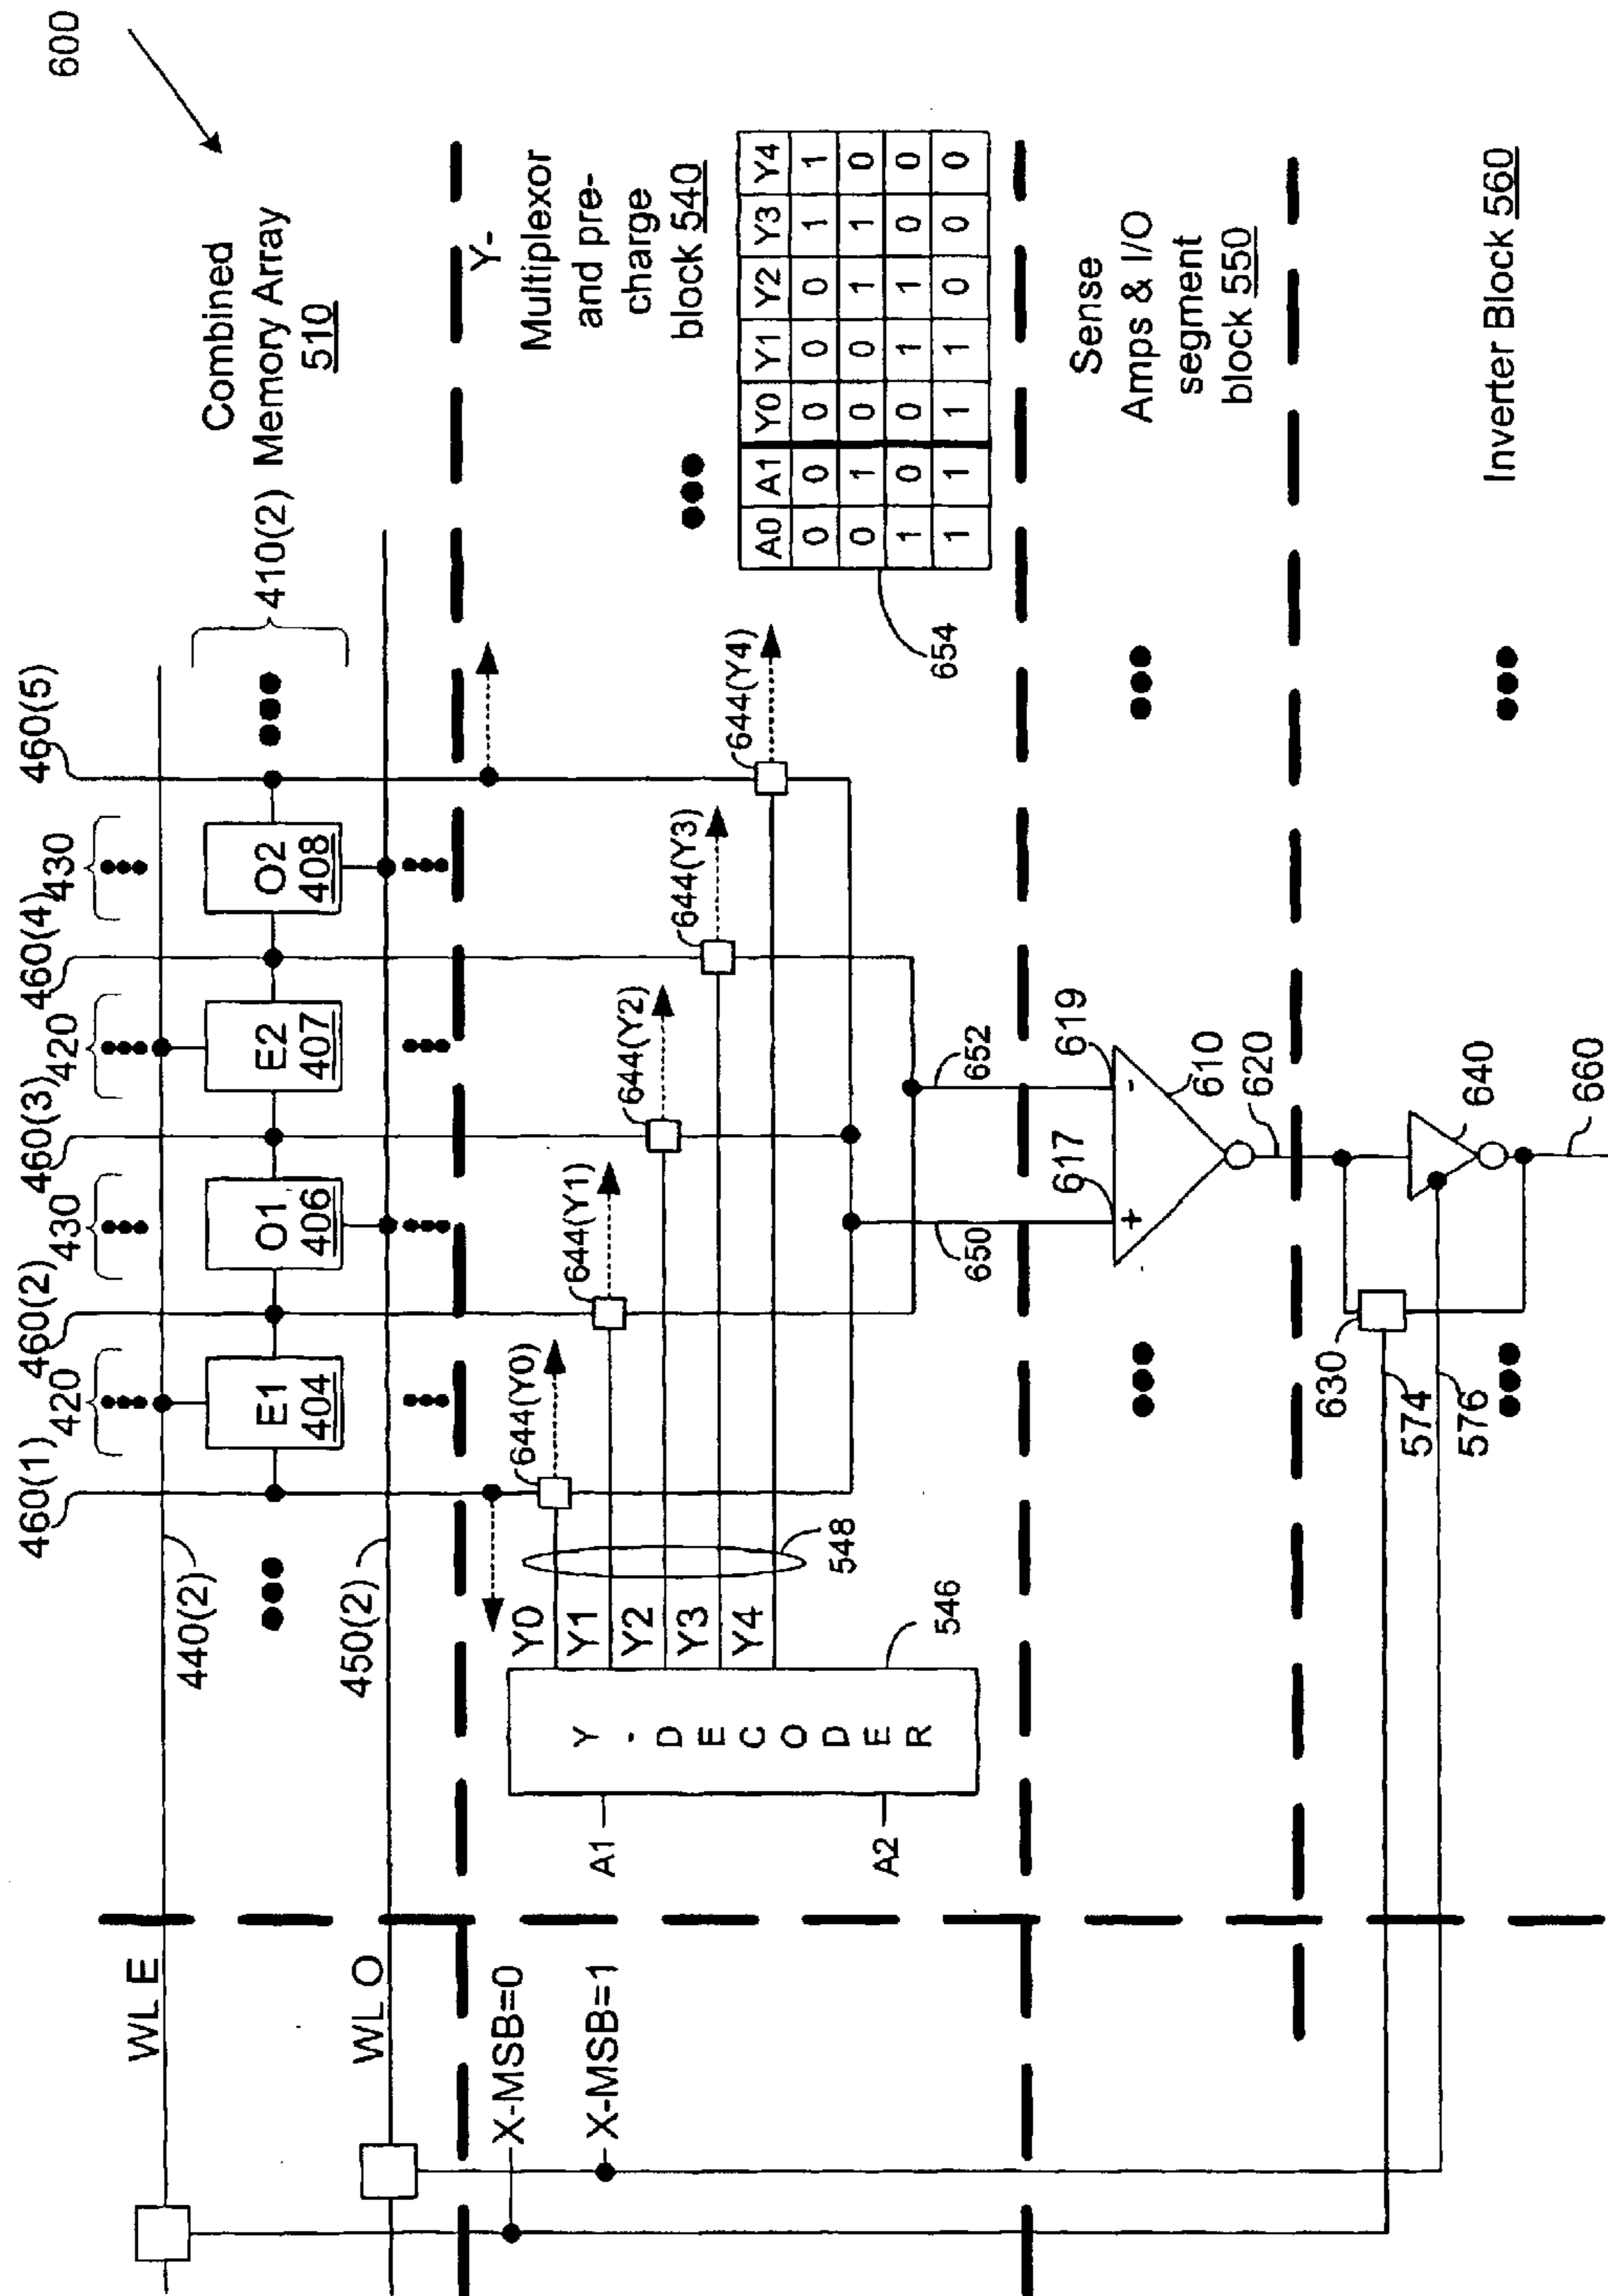 600
460(1)
460(2)
460(3)
460(4)
460(5)
420
430
420
430
WL E
440(2)
E1
404
O1
406
E2
407
O2
408
410(2)
Combined
Memory Array
510
WL O
450(2)
X-MSB=0
X-MSB=1
A1
A2
Y-DECODER
546
Y0
Y1
Y2
Y3
Y4
548
644(Y0)
644(Y1)
644(Y2)
644(Y3)
644(Y4)
Y-
Multiplexor
and pre-
charge
block 540
A0 A1 Y0 Y1 Y2 Y3 Y4
0 0 0 0 0 1 1
0 1 0 0 1 1 0
1 0 0 1 1 0 0
1 1 1 1 0 0 0
654
650
652
617
619
+
-
610
620
Sense
Amps & I/O
segment
block 550
630
574
576
640
660
Inverter Block 560